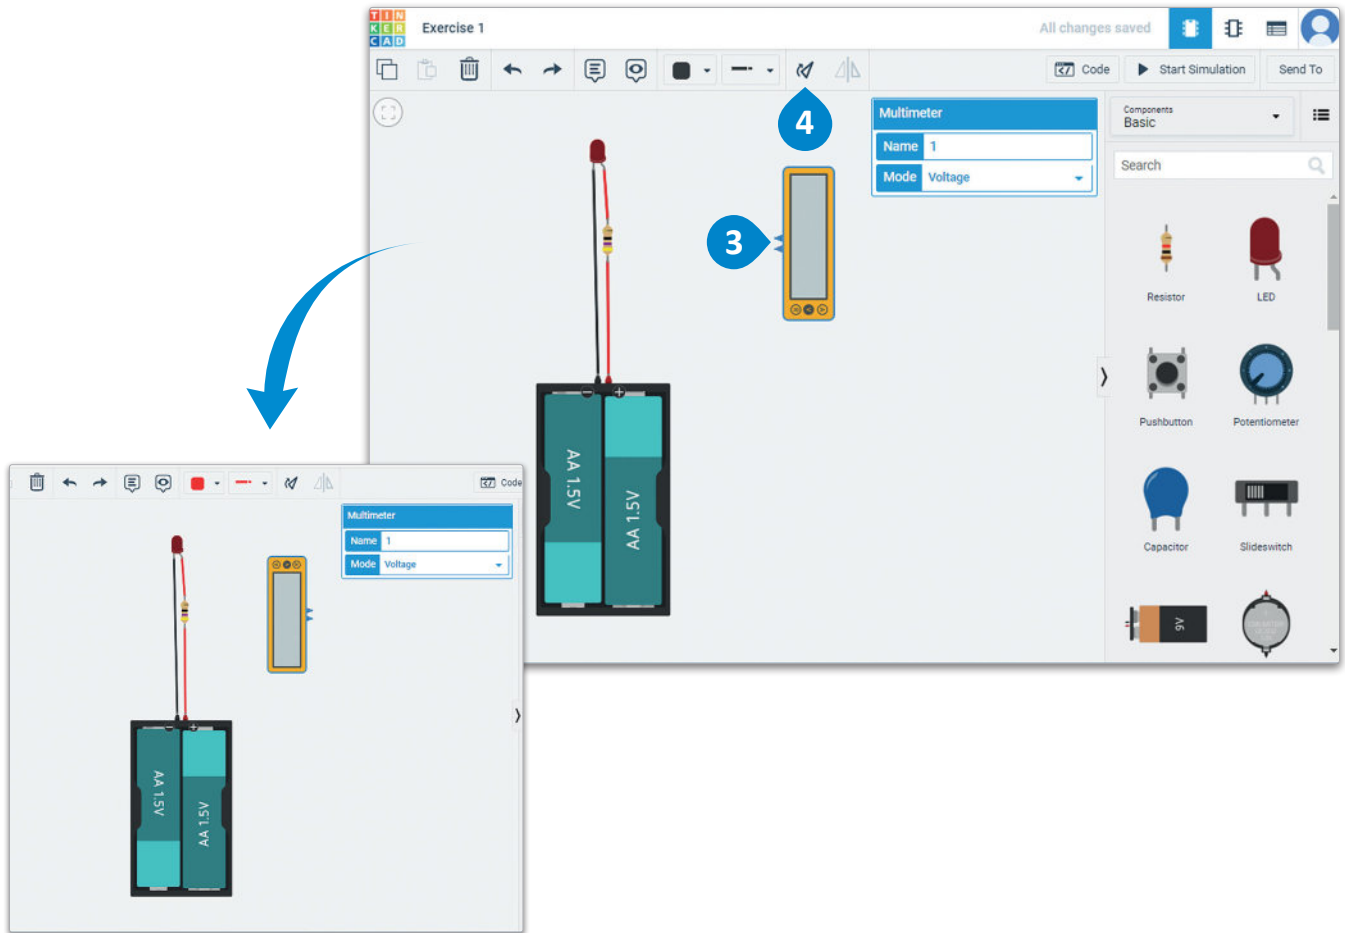 TIN
KER
CAD
Exercise 1
All changes saved
Code
Start Simulation
Send To
4
Multimeter
Name 1
Mode Voltage
3
Components
Basic
Search
Resistor
LED
Pushbutton
Potentiometer
Capacitor
Slideswitch
9V
AA 1.5V
AA 1.5V
Code
Multimeter
Name 1
Mode Voltage
AA 1.5V
AA 1.5V